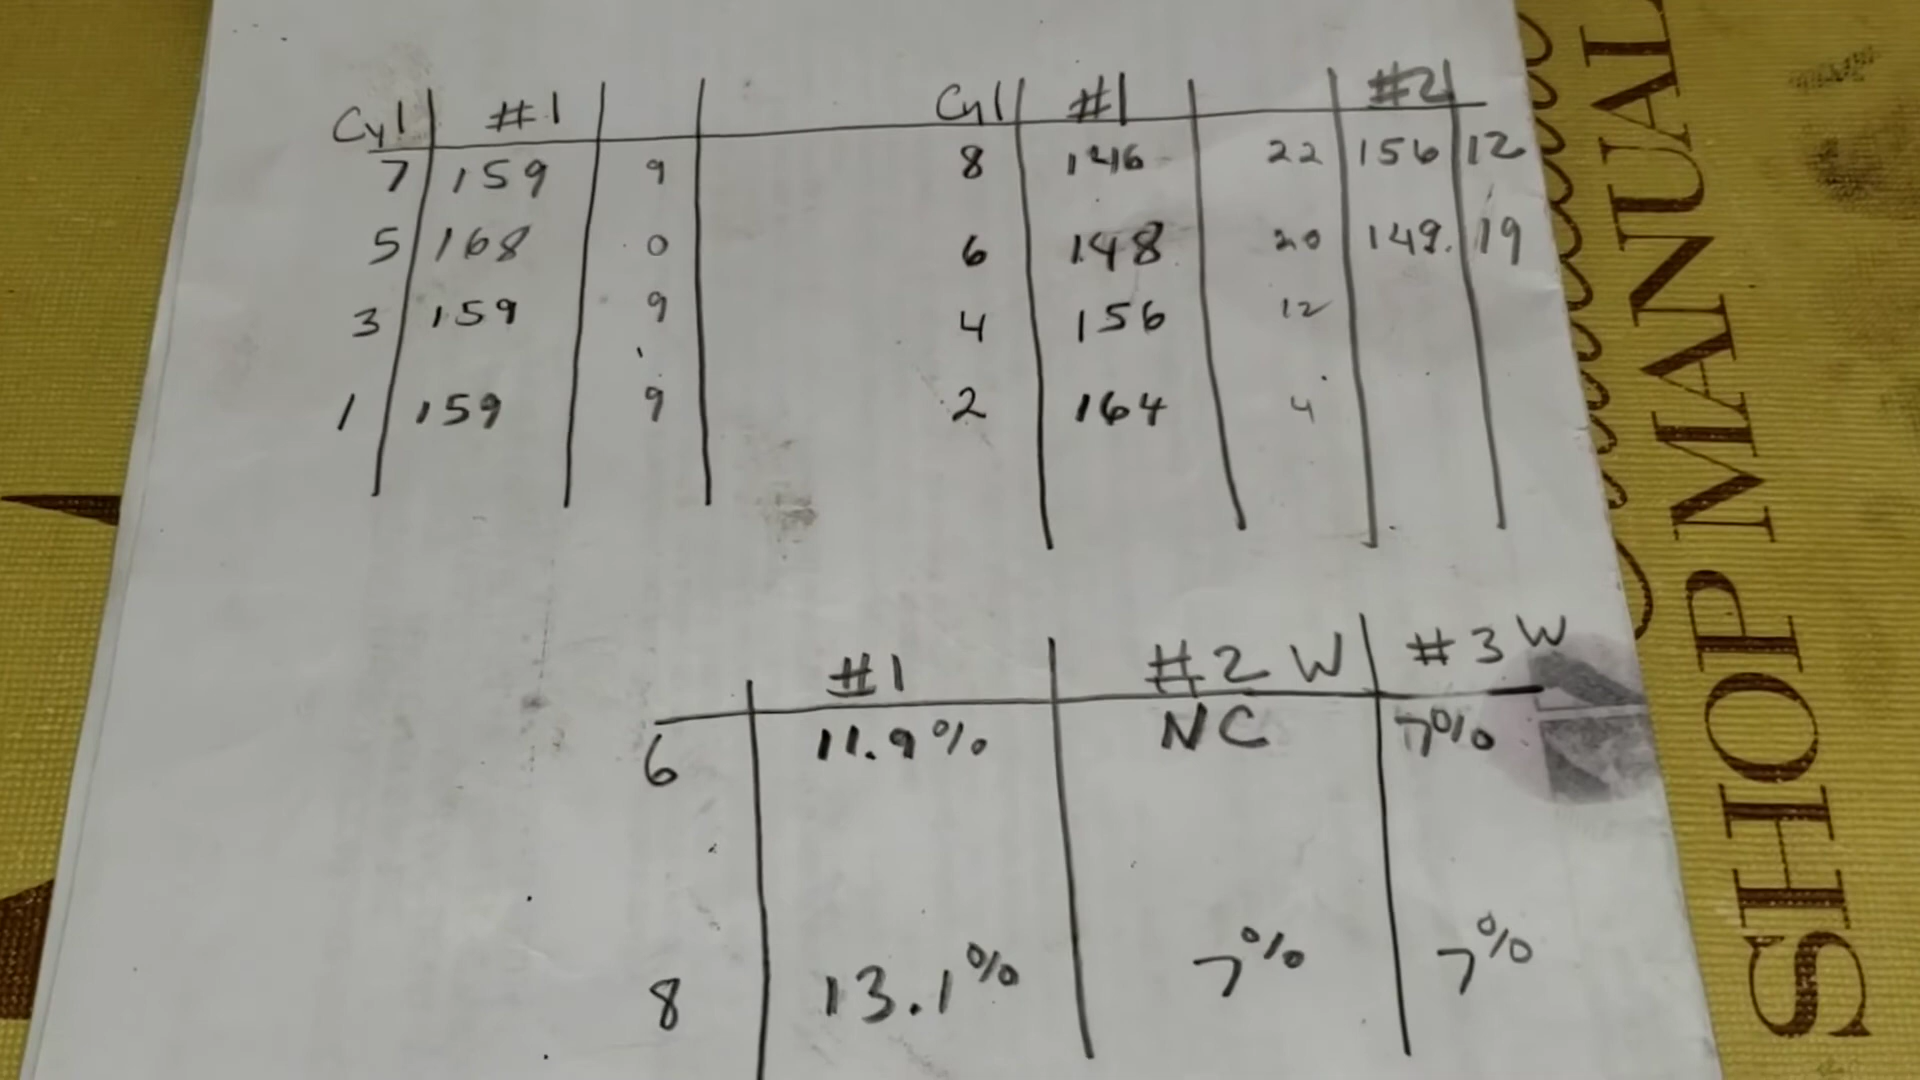 Cyl #1 Cyl #1 #2
7 159 9 8 146 22 156 12
5 168 0 6 148 20 149. 19
3 159 9 4 156 12
1 159 9 2 164 4
#1 #2 W #3 W
6 11.9% NC 7%
8 13.1% 7% 7%
SHOP MANUAL